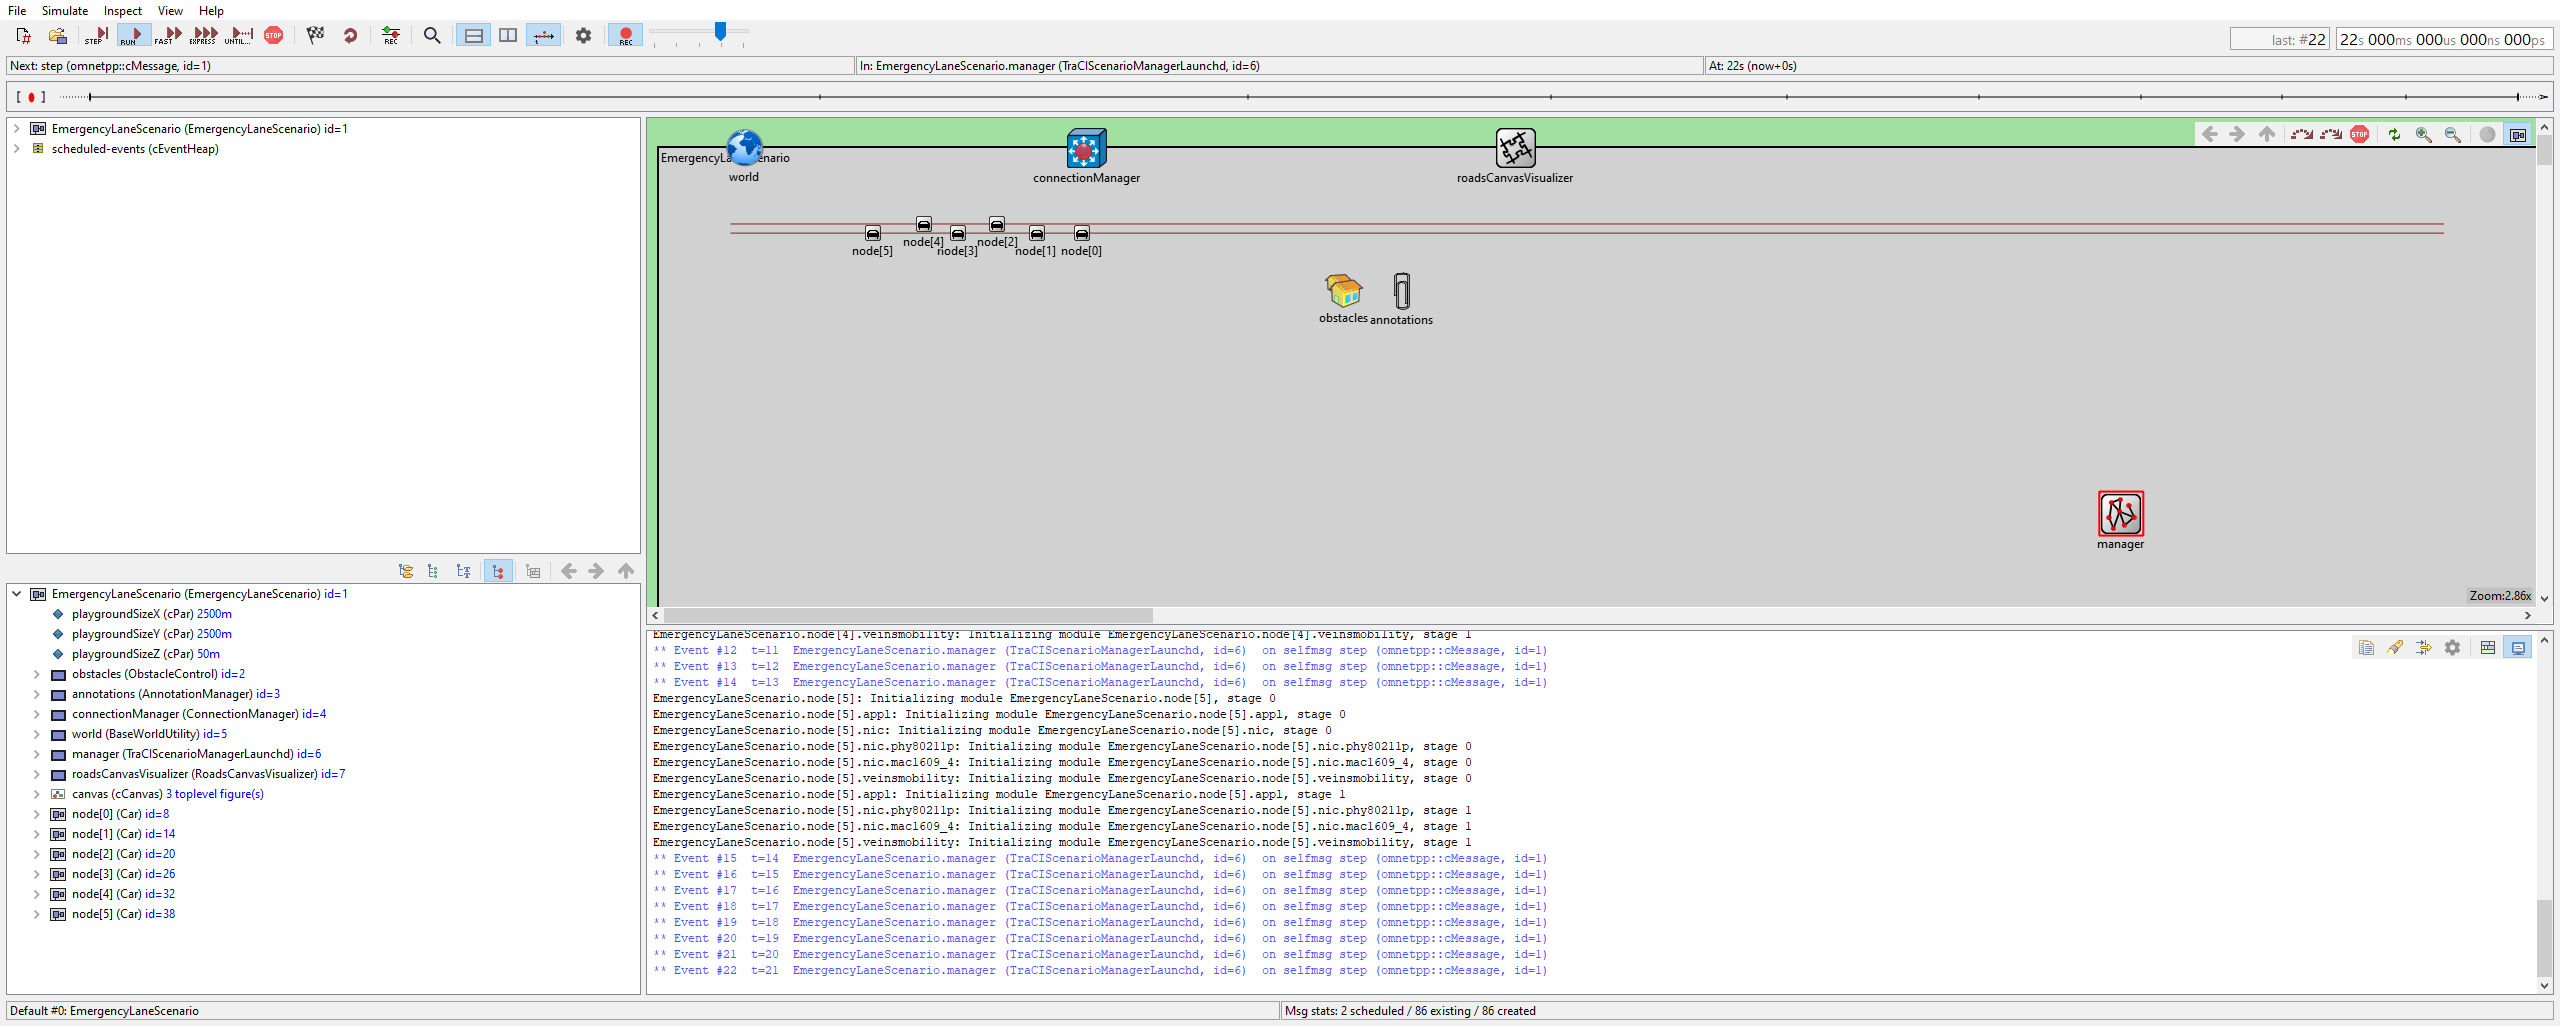 File Simulate Inspect View Help
STEP RUN FAST EXPRESS UNTIL... STOP REC REC
last: #22 22s 000ms 000us 000ns 000ps
Next: step (omnetpp::cMessage, id=1) In: EmergencyLaneScenario.manager (TraCIScenarioManagerLaunchd, id=6) At: 22s (now+0s)
EmergencyLaneScenario (EmergencyLaneScenario) id=1
scheduled-events (cEventHeap)
EmergencyLaneScenario (EmergencyLaneScenario) id=1
playgroundSizeX (cPar) 2500m
playgroundSizeY (cPar) 2500m
playgroundSizeZ (cPar) 50m
obstacles (ObstacleControl) id=2
annotations (AnnotationManager) id=3
connectionManager (ConnectionManager) id=4
world (BaseWorldUtility) id=5
manager (TraCIScenarioManagerLaunchd) id=6
roadsCanvasVisualizer (RoadsCanvasVisualizer) id=7
canvas (cCanvas) 3 toplevel figure(s)
node[0] (Car) id=8
node[1] (Car) id=14
node[2] (Car) id=20
node[3] (Car) id=26
node[4] (Car) id=32
node[5] (Car) id=38
STOP
world connectionManager roadsCanvasVisualizer
node[4] node[2]
node[5] node[3] node[1] node[0]
obstacles annotations
manager
Zoom:2.86x
EmergencyLaneScenario.node[4].veinsmobility: Initializing module EmergencyLaneScenario.node[4].veinsmobility, stage 1
** Event #12 t=11 EmergencyLaneScenario.manager (TraCIScenarioManagerLaunchd, id=6) on selfmsg step (omnetpp::cMessage, id=1)
** Event #13 t=12 EmergencyLaneScenario.manager (TraCIScenarioManagerLaunchd, id=6) on selfmsg step (omnetpp::cMessage, id=1)
** Event #14 t=13 EmergencyLaneScenario.manager (TraCIScenarioManagerLaunchd, id=6) on selfmsg step (omnetpp::cMessage, id=1)
EmergencyLaneScenario.node[5]: Initializing module EmergencyLaneScenario.node[5], stage 0
EmergencyLaneScenario.node[5].appl: Initializing module EmergencyLaneScenario.node[5].appl, stage 0
EmergencyLaneScenario.node[5].nic: Initializing module EmergencyLaneScenario.node[5].nic, stage 0
EmergencyLaneScenario.node[5].nic.phy80211p: Initializing module EmergencyLaneScenario.node[5].nic.phy80211p, stage 0
EmergencyLaneScenario.node[5].nic.mac1609_4: Initializing module EmergencyLaneScenario.node[5].nic.mac1609_4, stage 0
EmergencyLaneScenario.node[5].veinsmobility: Initializing module EmergencyLaneScenario.node[5].veinsmobility, stage 0
EmergencyLaneScenario.node[5].appl: Initializing module EmergencyLaneScenario.node[5].appl, stage 1
EmergencyLaneScenario.node[5].nic.phy80211p: Initializing module EmergencyLaneScenario.node[5].nic.phy80211p, stage 1
EmergencyLaneScenario.node[5].nic.mac1609_4: Initializing module EmergencyLaneScenario.node[5].nic.mac1609_4, stage 1
EmergencyLaneScenario.node[5].veinsmobility: Initializing module EmergencyLaneScenario.node[5].veinsmobility, stage 1
** Event #15 t=14 EmergencyLaneScenario.manager (TraCIScenarioManagerLaunchd, id=6) on selfmsg step (omnetpp::cMessage, id=1)
** Event #16 t=15 EmergencyLaneScenario.manager (TraCIScenarioManagerLaunchd, id=6) on selfmsg step (omnetpp::cMessage, id=1)
** Event #17 t=16 EmergencyLaneScenario.manager (TraCIScenarioManagerLaunchd, id=6) on selfmsg step (omnetpp::cMessage, id=1)
** Event #18 t=17 EmergencyLaneScenario.manager (TraCIScenarioManagerLaunchd, id=6) on selfmsg step (omnetpp::cMessage, id=1)
** Event #19 t=18 EmergencyLaneScenario.manager (TraCIScenarioManagerLaunchd, id=6) on selfmsg step (omnetpp::cMessage, id=1)
** Event #20 t=19 EmergencyLaneScenario.manager (TraCIScenarioManagerLaunchd, id=6) on selfmsg step (omnetpp::cMessage, id=1)
** Event #21 t=20 EmergencyLaneScenario.manager (TraCIScenarioManagerLaunchd, id=6) on selfmsg step (omnetpp::cMessage, id=1)
** Event #22 t=21 EmergencyLaneScenario.manager (TraCIScenarioManagerLaunchd, id=6) on selfmsg step (omnetpp::cMessage, id=1)
Default #0: EmergencyLaneScenario Msg stats: 2 scheduled / 86 existing / 86 created